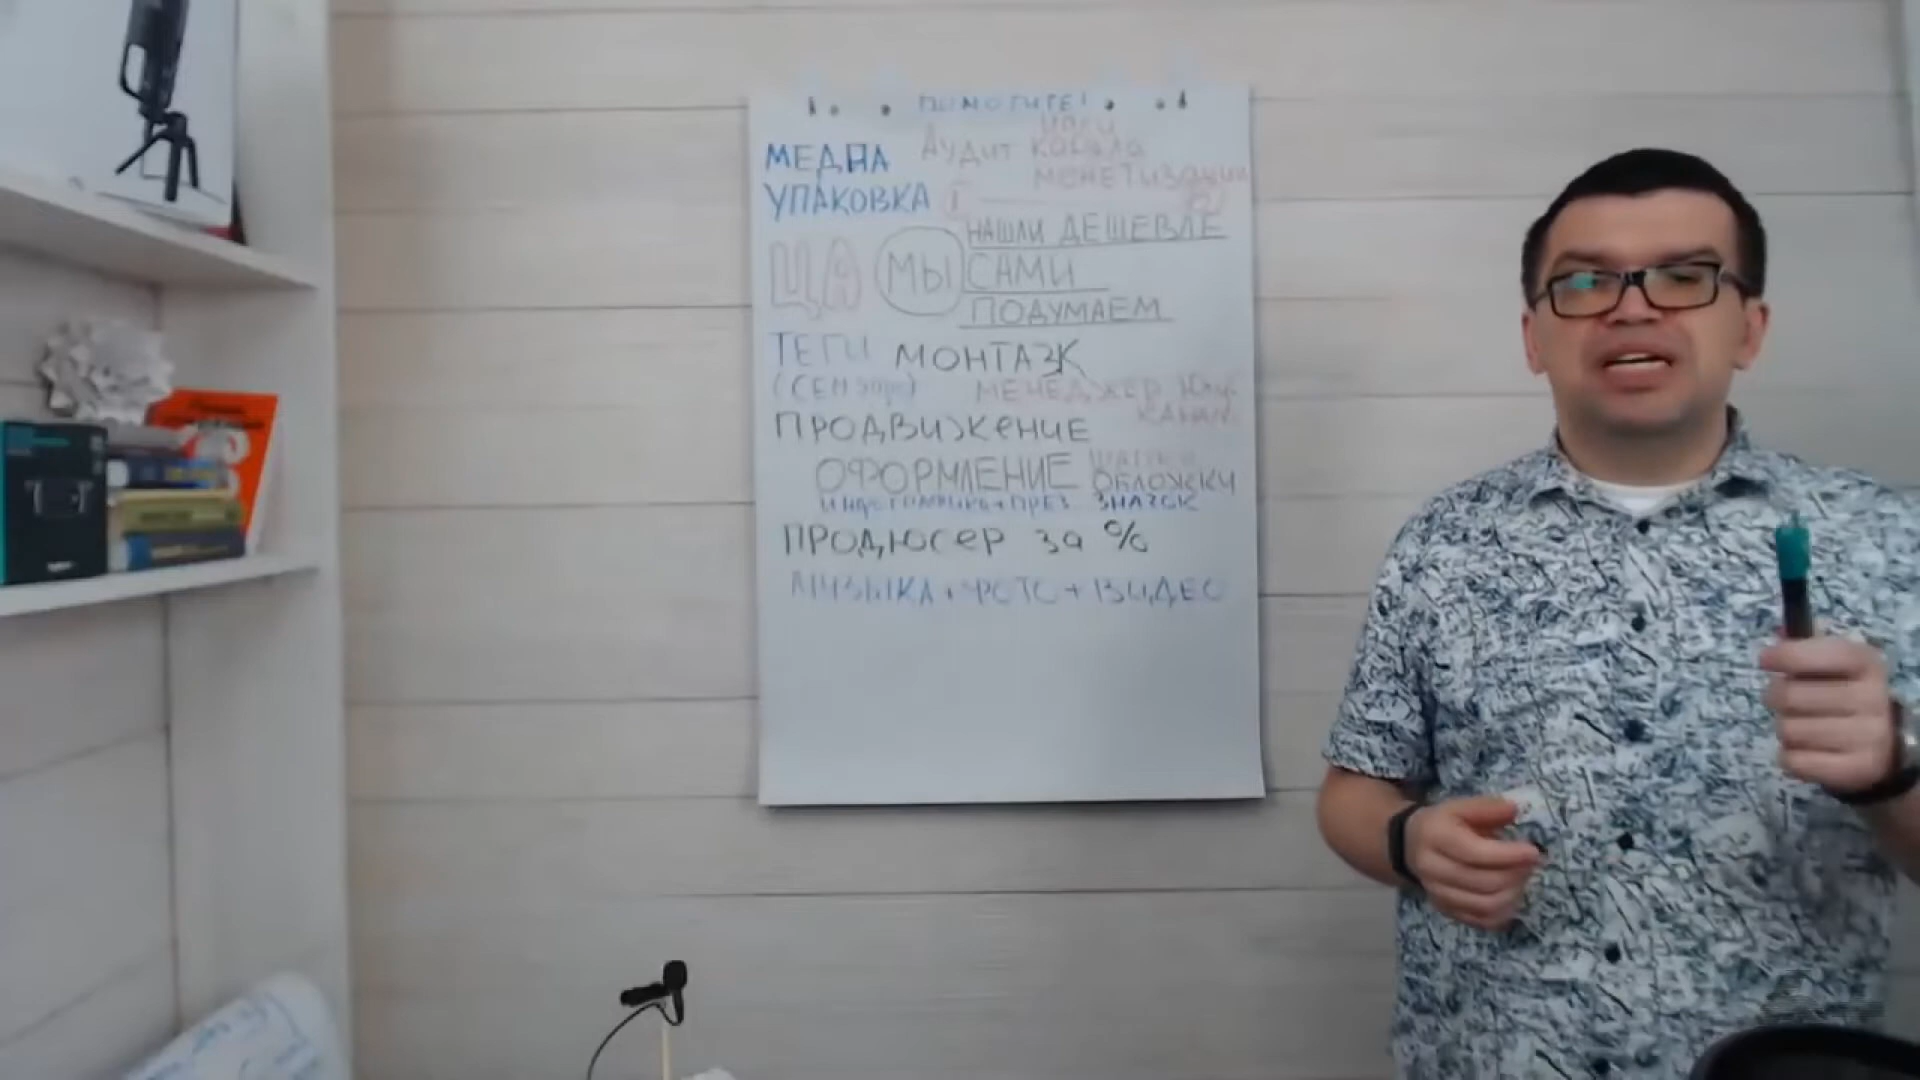 ПОМОГИТЕ!
МЕДИА Аудит канала
монетизации
УПАКОВКА
НАШЛИ ДЕШЕВЛЕ
ЦА МЫ САМИ
ПОДУМАЕМ
ТЕГИ МОНТАЖ
МЕНЕДЖЕР
ПРОДВИЖЕНИЕ
ОФОРМЛЕНИЕ ОБЛОЖКИ
ЗНАЧОК
ПРОДЮСЕР за %
МУЗЫКА + ФОТО + ВИДЕО